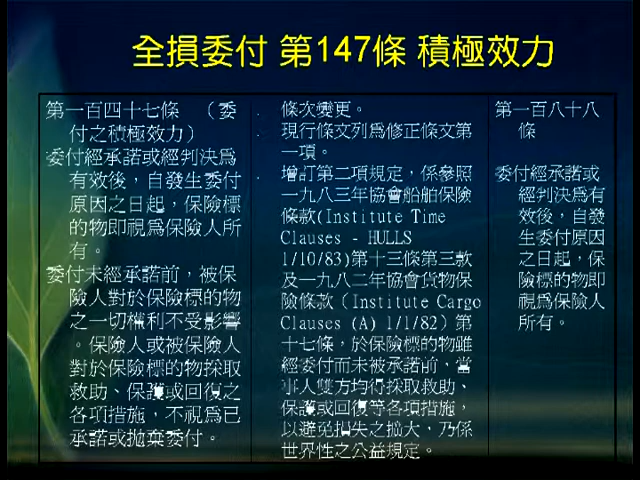 全損委付 第147條 積極效力
第一百四十七條　（委
付之積極效力）
委付經承諾或經判決為
有效後，自發生委付
原因之日起，保險標
的物即視為保險人所
有。
委付未經承諾前，被保
險人對於保險標的物
之一切權利不受影響
。保險人或被保險人
對於保險標的物採取
救助、保護或回復之
各項措施，不視為已
承諾或拋棄委付。
條次變更。
現行條文列為修正條文第
一項。
增訂第二項規定，係參照
一九八三年協會船舶保險
條款(Institute Time
Clauses - HULLS
1/10/83)第十三條第三款
及一九八二年協會貨物保
險條款（Institute Cargo
Clauses (A) 1/1/82）第
十七條，於保險標的物雖
經委付而未被承諾前，當
事人雙方均得採取救助、
保護或回復等各項措施，
以避免損失之擴大，乃係
世界性之公益規定。
第一百八十八
條
委付經承諾或
經判決為有
效後，自發
生委付原因
之日起，保
險標的物即
視為保險人
所有。